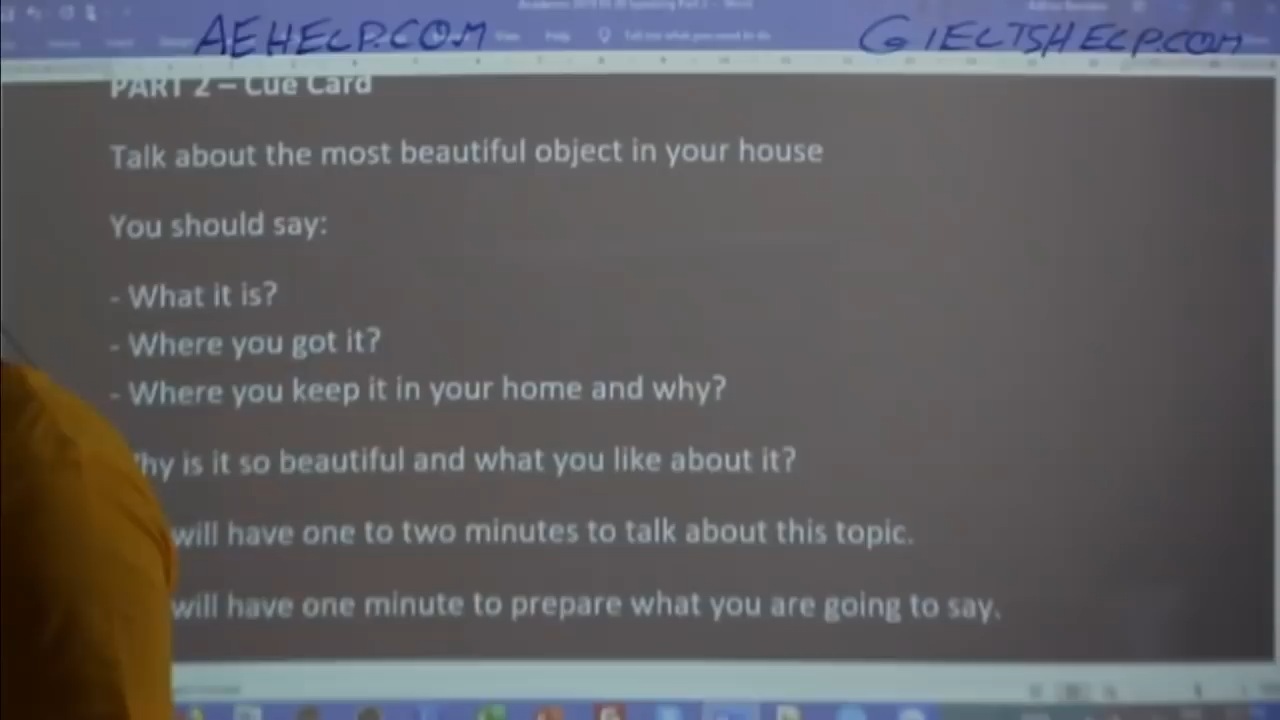 AEHELP.COM
GIELTSHELP.COM
PART 2 – Cue Card
Talk about the most beautiful object in your house
You should say:
- What it is?
- Where you got it?
- Where you keep it in your home and why?
hy is it so beautiful and what you like about it?
will have one to two minutes to talk about this topic.
will have one minute to prepare what you are going to say.